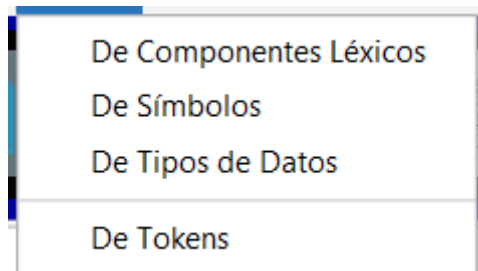 De Componentes Léxicos
De Símbolos
De Tipos de Datos
De Tokens